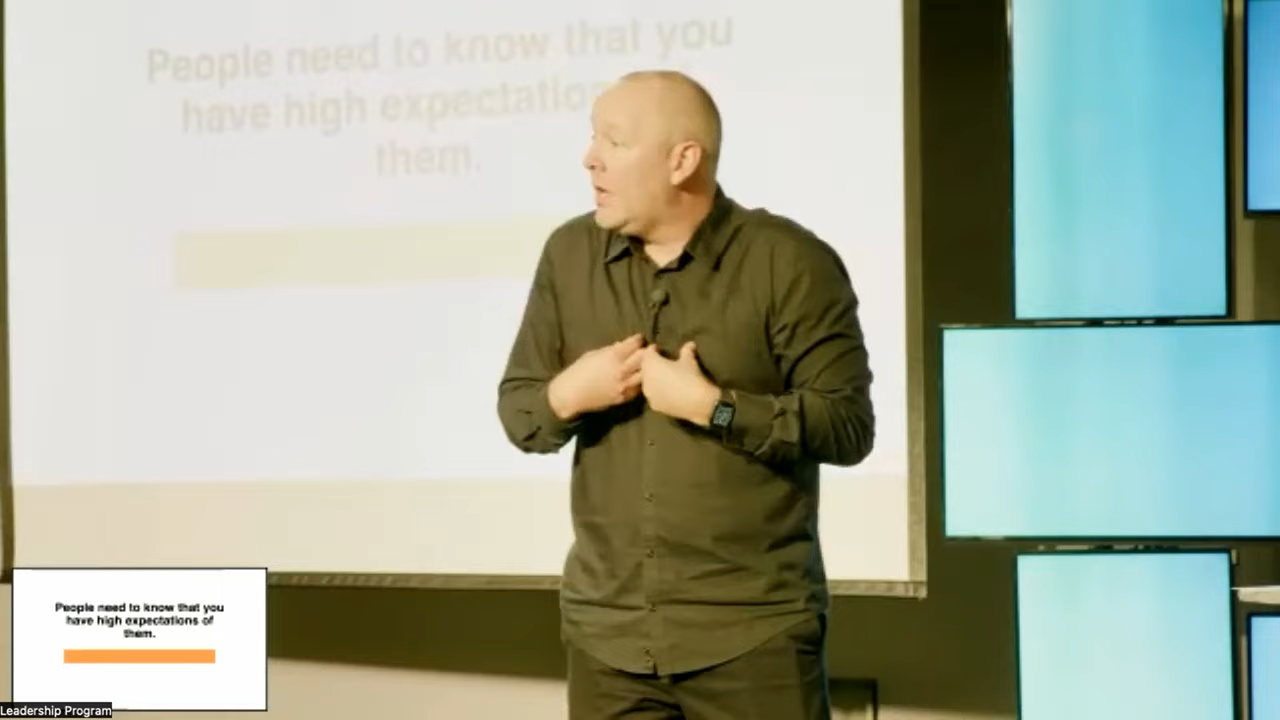 People need to know that you
have high expectatio
them.
People need to know that you
have high expectations of
them.
Leadership Program